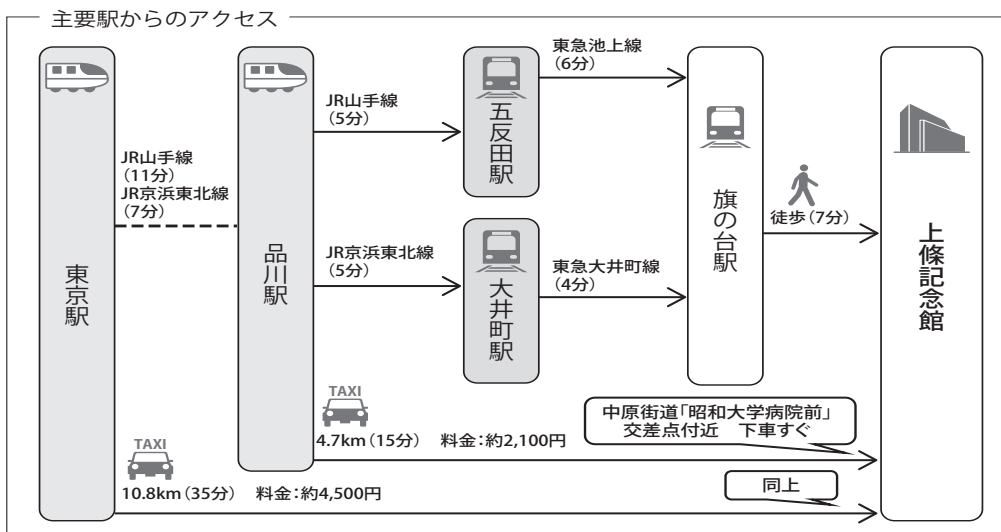 主要駅からのアクセス
東京駅
JR山手線
(11分)
JR京浜東北線
(7分)
品川駅
JR山手線
(5分)
五反田駅
東急池上線
(6分)
JR京浜東北線
(5分)
大井町駅
東急大井町線
(4分)
旗の台駅
徒歩(7分)
上條記念館
TAXI
4.7km(15分) 料金:約2,100円
中原街道「昭和大学病院前」
交差点付近 下車すぐ
TAXI
10.8km(35分) 料金:約4,500円
同上